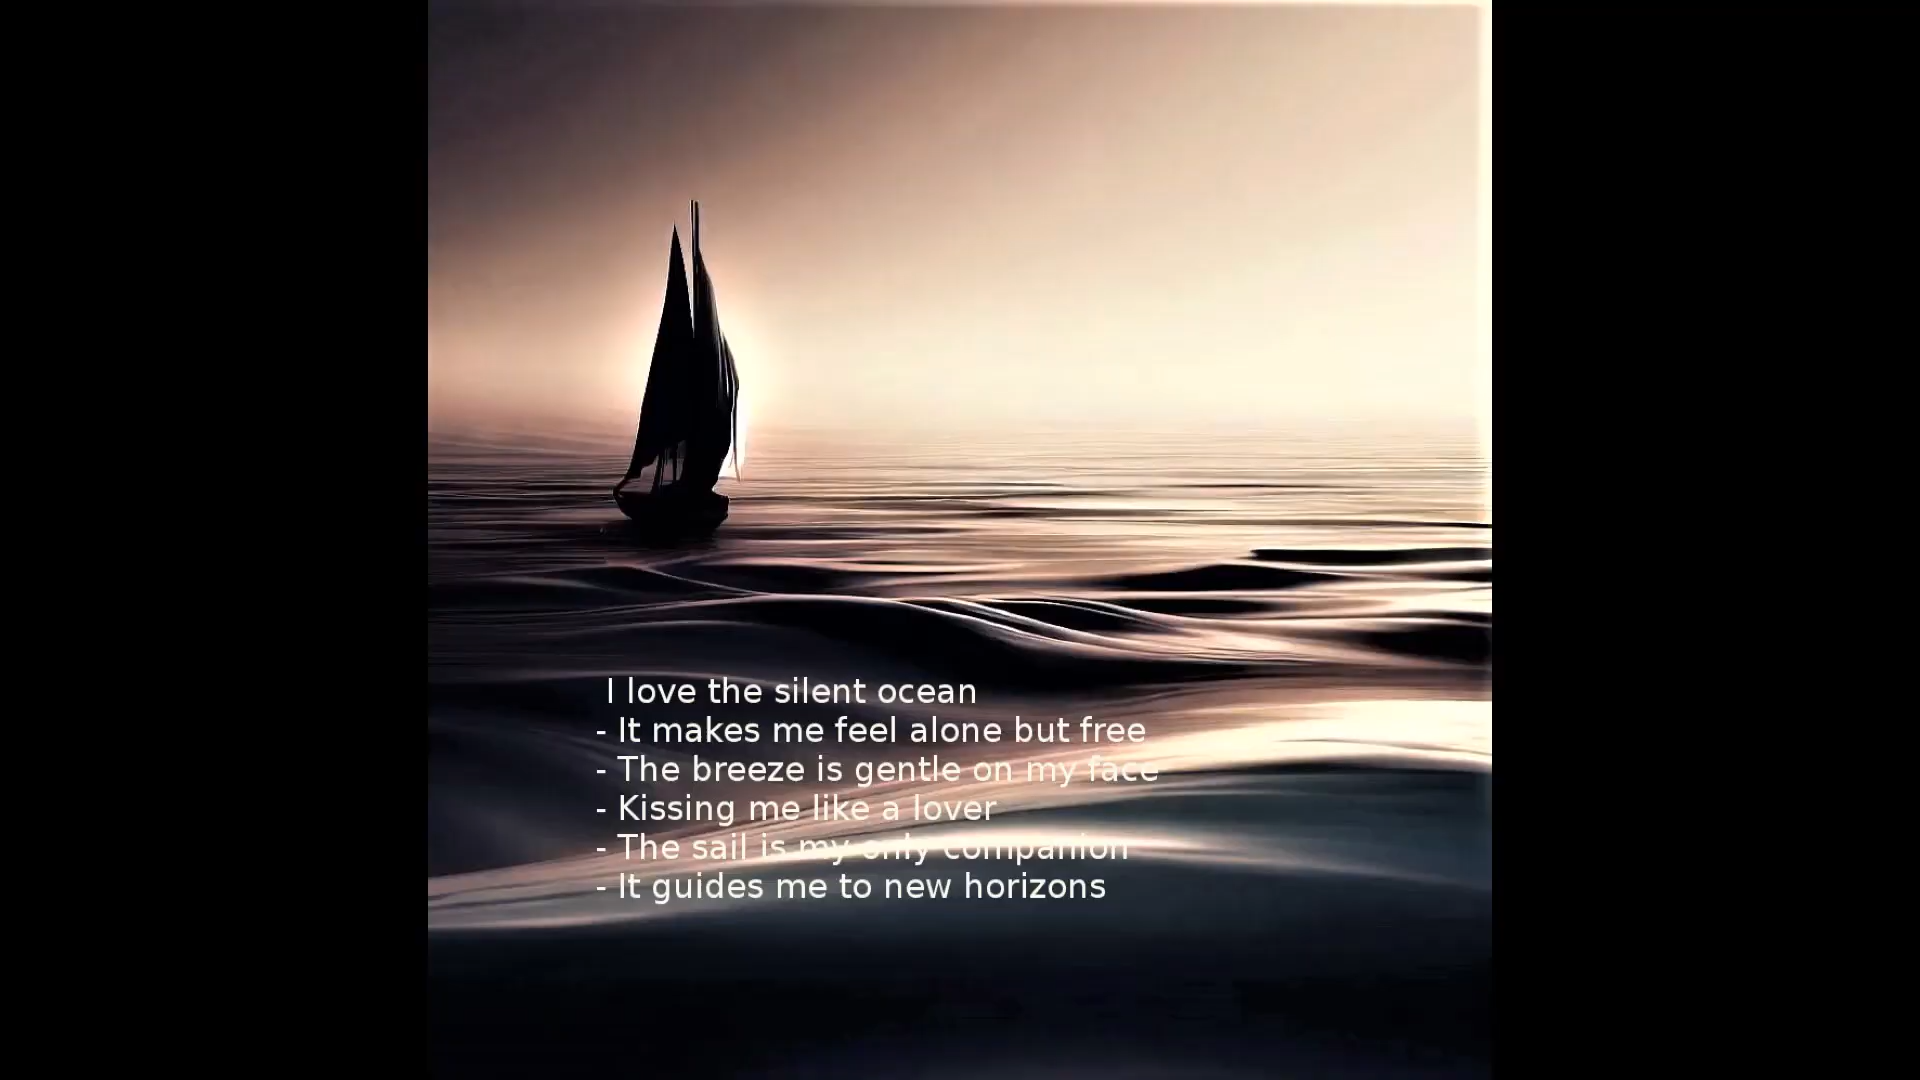 I love the silent ocean
- It makes me feel alone but free
- The breeze is gentle on my face
- Kissing me like a lover
- The sail is my only companion
- It guides me to new horizons